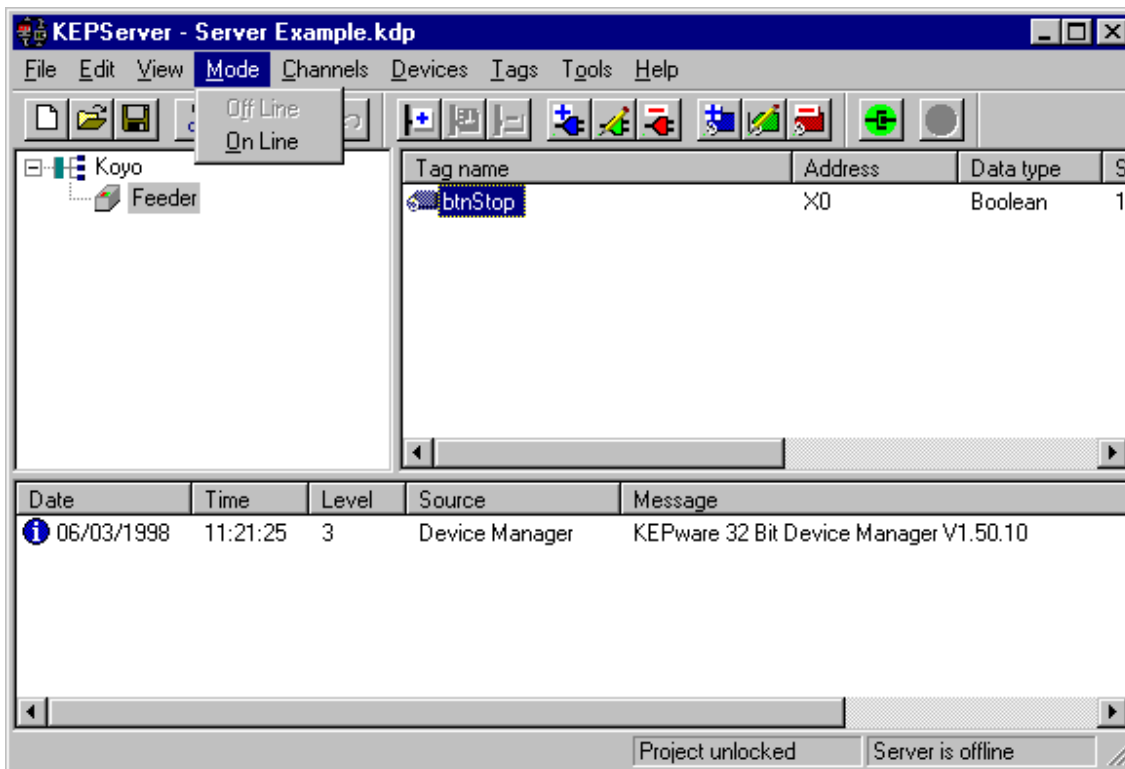 KEPServer - Server Example.kdp
File Edit View Mode Channels Devices Tags Tools Help
Off Line
On Line
Koyo
Feeder
Tag name Address Data type S
btnStop X0 Boolean 1
Date Time Level Source Message
06/03/1998 11:21:25 3 Device Manager KEPware 32 Bit Device Manager V1.50.10
Project unlocked Server is offline